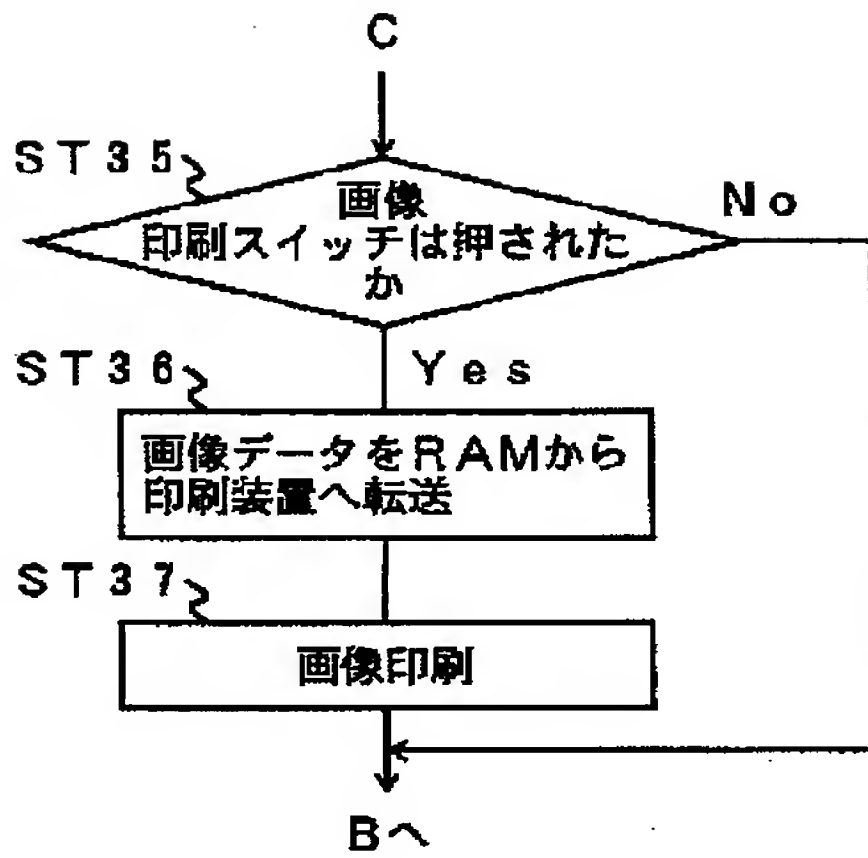 C
ST35
画像
印刷スイッチは押された
か
No
Yes
ST36
画像データをRAMから
印刷装置へ転送
ST37
画像印刷
Bへ